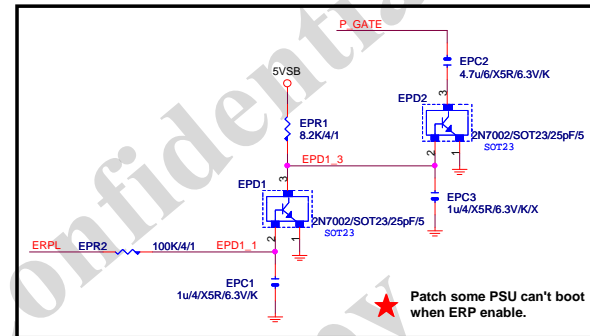 P_GATE
EPC2
4.7u/6/X5R/6.3V/K
5VSB
EPD2
3
EPR1
8.2K/4/1
2N7002/SOT23/25pF/5
SOT23
2
1
EPD1_3
EPD1
3
EPC3
1u/4/X5R/6.3V/K/X
2N7002/SOT23/25pF/5
SOT23
2
1
ERPL
EPR2
100K/4/1
EPD1_1
EPC1
1u/4/X5R/6.3V/K
Patch some PSU can't boot
when ERP enable.
onfidential